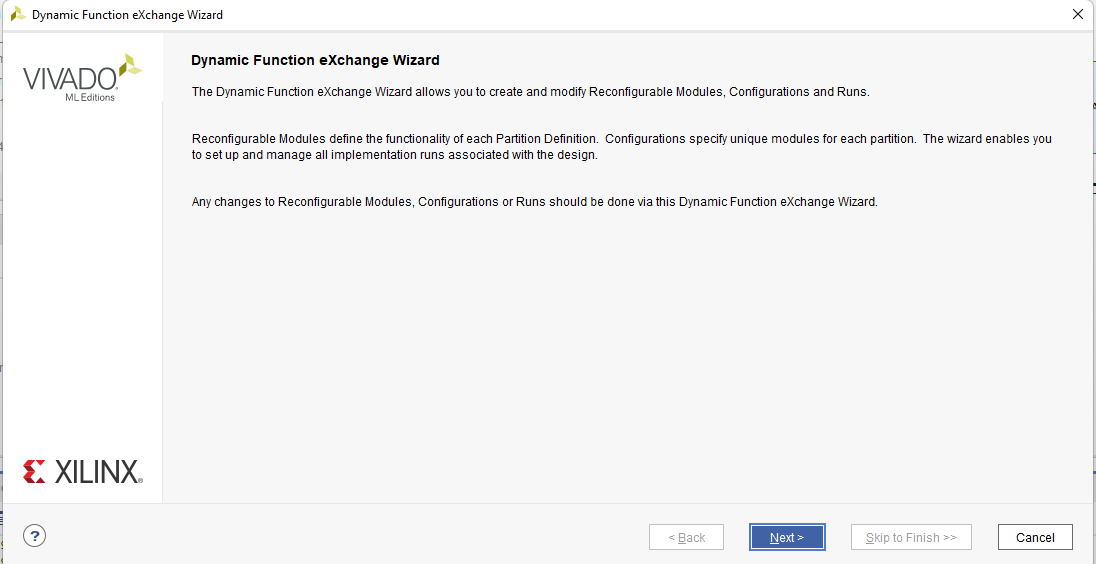 Dynamic Function eXchange Wizard
VIVADO
ML Editions
Dynamic Function eXchange Wizard
The Dynamic Function eXchange Wizard allows you to create and modify Reconfigurable Modules, Configurations and Runs.
Reconfigurable Modules define the functionality of each Partition Definition.  Configurations specify unique modules for each partition.  The wizard enables you
to set up and manage all implementation runs associated with the design.
Any changes to Reconfigurable Modules, Configurations or Runs should be done via this Dynamic Function eXchange Wizard.
XILINX®
?
< Back
Next >
Skip to Finish >>
Cancel